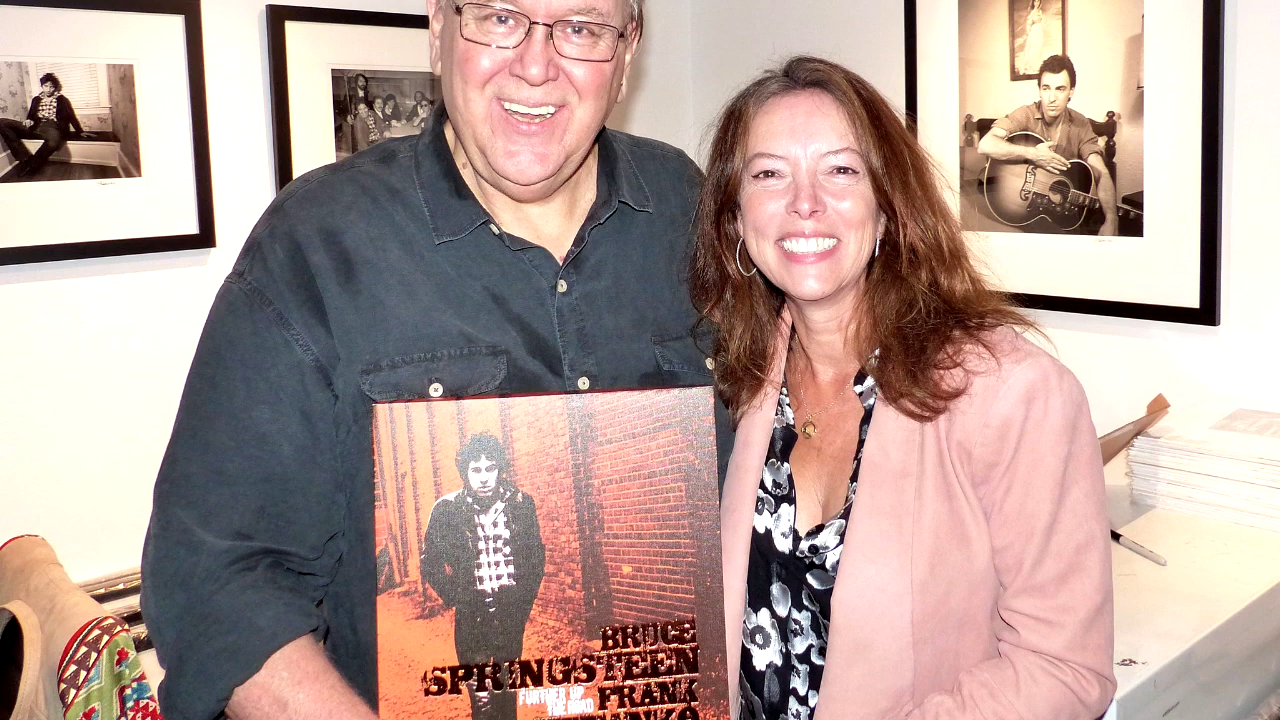 BRUCE
SPRINGSTEEN
FURTHER UP
THE ROAD
FRANK